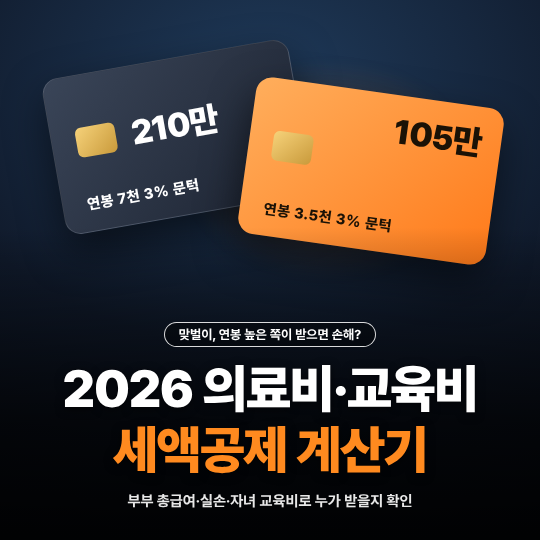 210만
연봉 7천 3% 문턱
105만
연봉 3.5천 3% 문턱
맞벌이, 연봉 높은 쪽이 받으면 손해?
2026 의료비·교육비
세액공제 계산기
부부 총급여·실손·자녀 교육비로 누가 받을지 확인